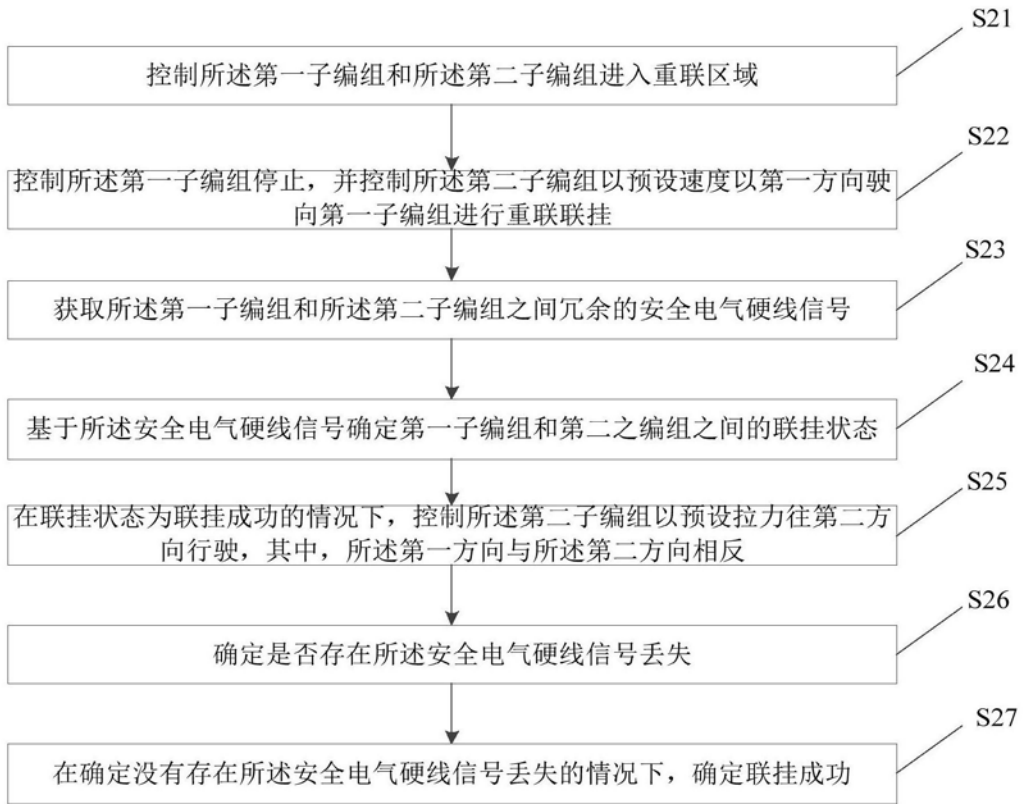 S21
控制所述第一子编组和所述第二子编组进入重联区域
S22
控制所述第一子编组停止，并控制所述第二子编组以预设速度以第一方向驶
向第一子编组进行重联联挂
S23
获取所述第一子编组和所述第二子编组之间冗余的安全电气硬线信号
S24
基于所述安全电气硬线信号确定第一子编组和第二之编组之间的联挂状态
S25
在联挂状态为联挂成功的情况下，控制所述第二子编组以预设拉力往第二方
向行驶，其中，所述第一方向与所述第二方向相反
S26
确定是否存在所述安全电气硬线信号丢失
S27
在确定没有存在所述安全电气硬线信号丢失的情况下，确定联挂成功